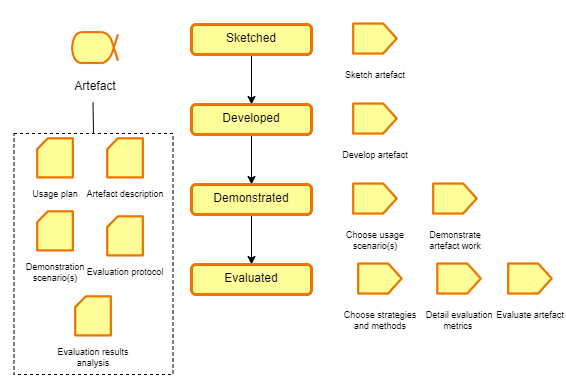 Sketched
Sketch artefact
Artefact
Developed
Develop artefact
Usage plan
Artefact description
Demonstrated
Choose usage
scenario(s)
Demonstrate
artefact work
Demonstration
scenario(s)
Evaluation protocol
Evaluated
Choose strategies
and methods
Detail evaluation
metrics
Evaluate artefact
Evaluation results
analysis